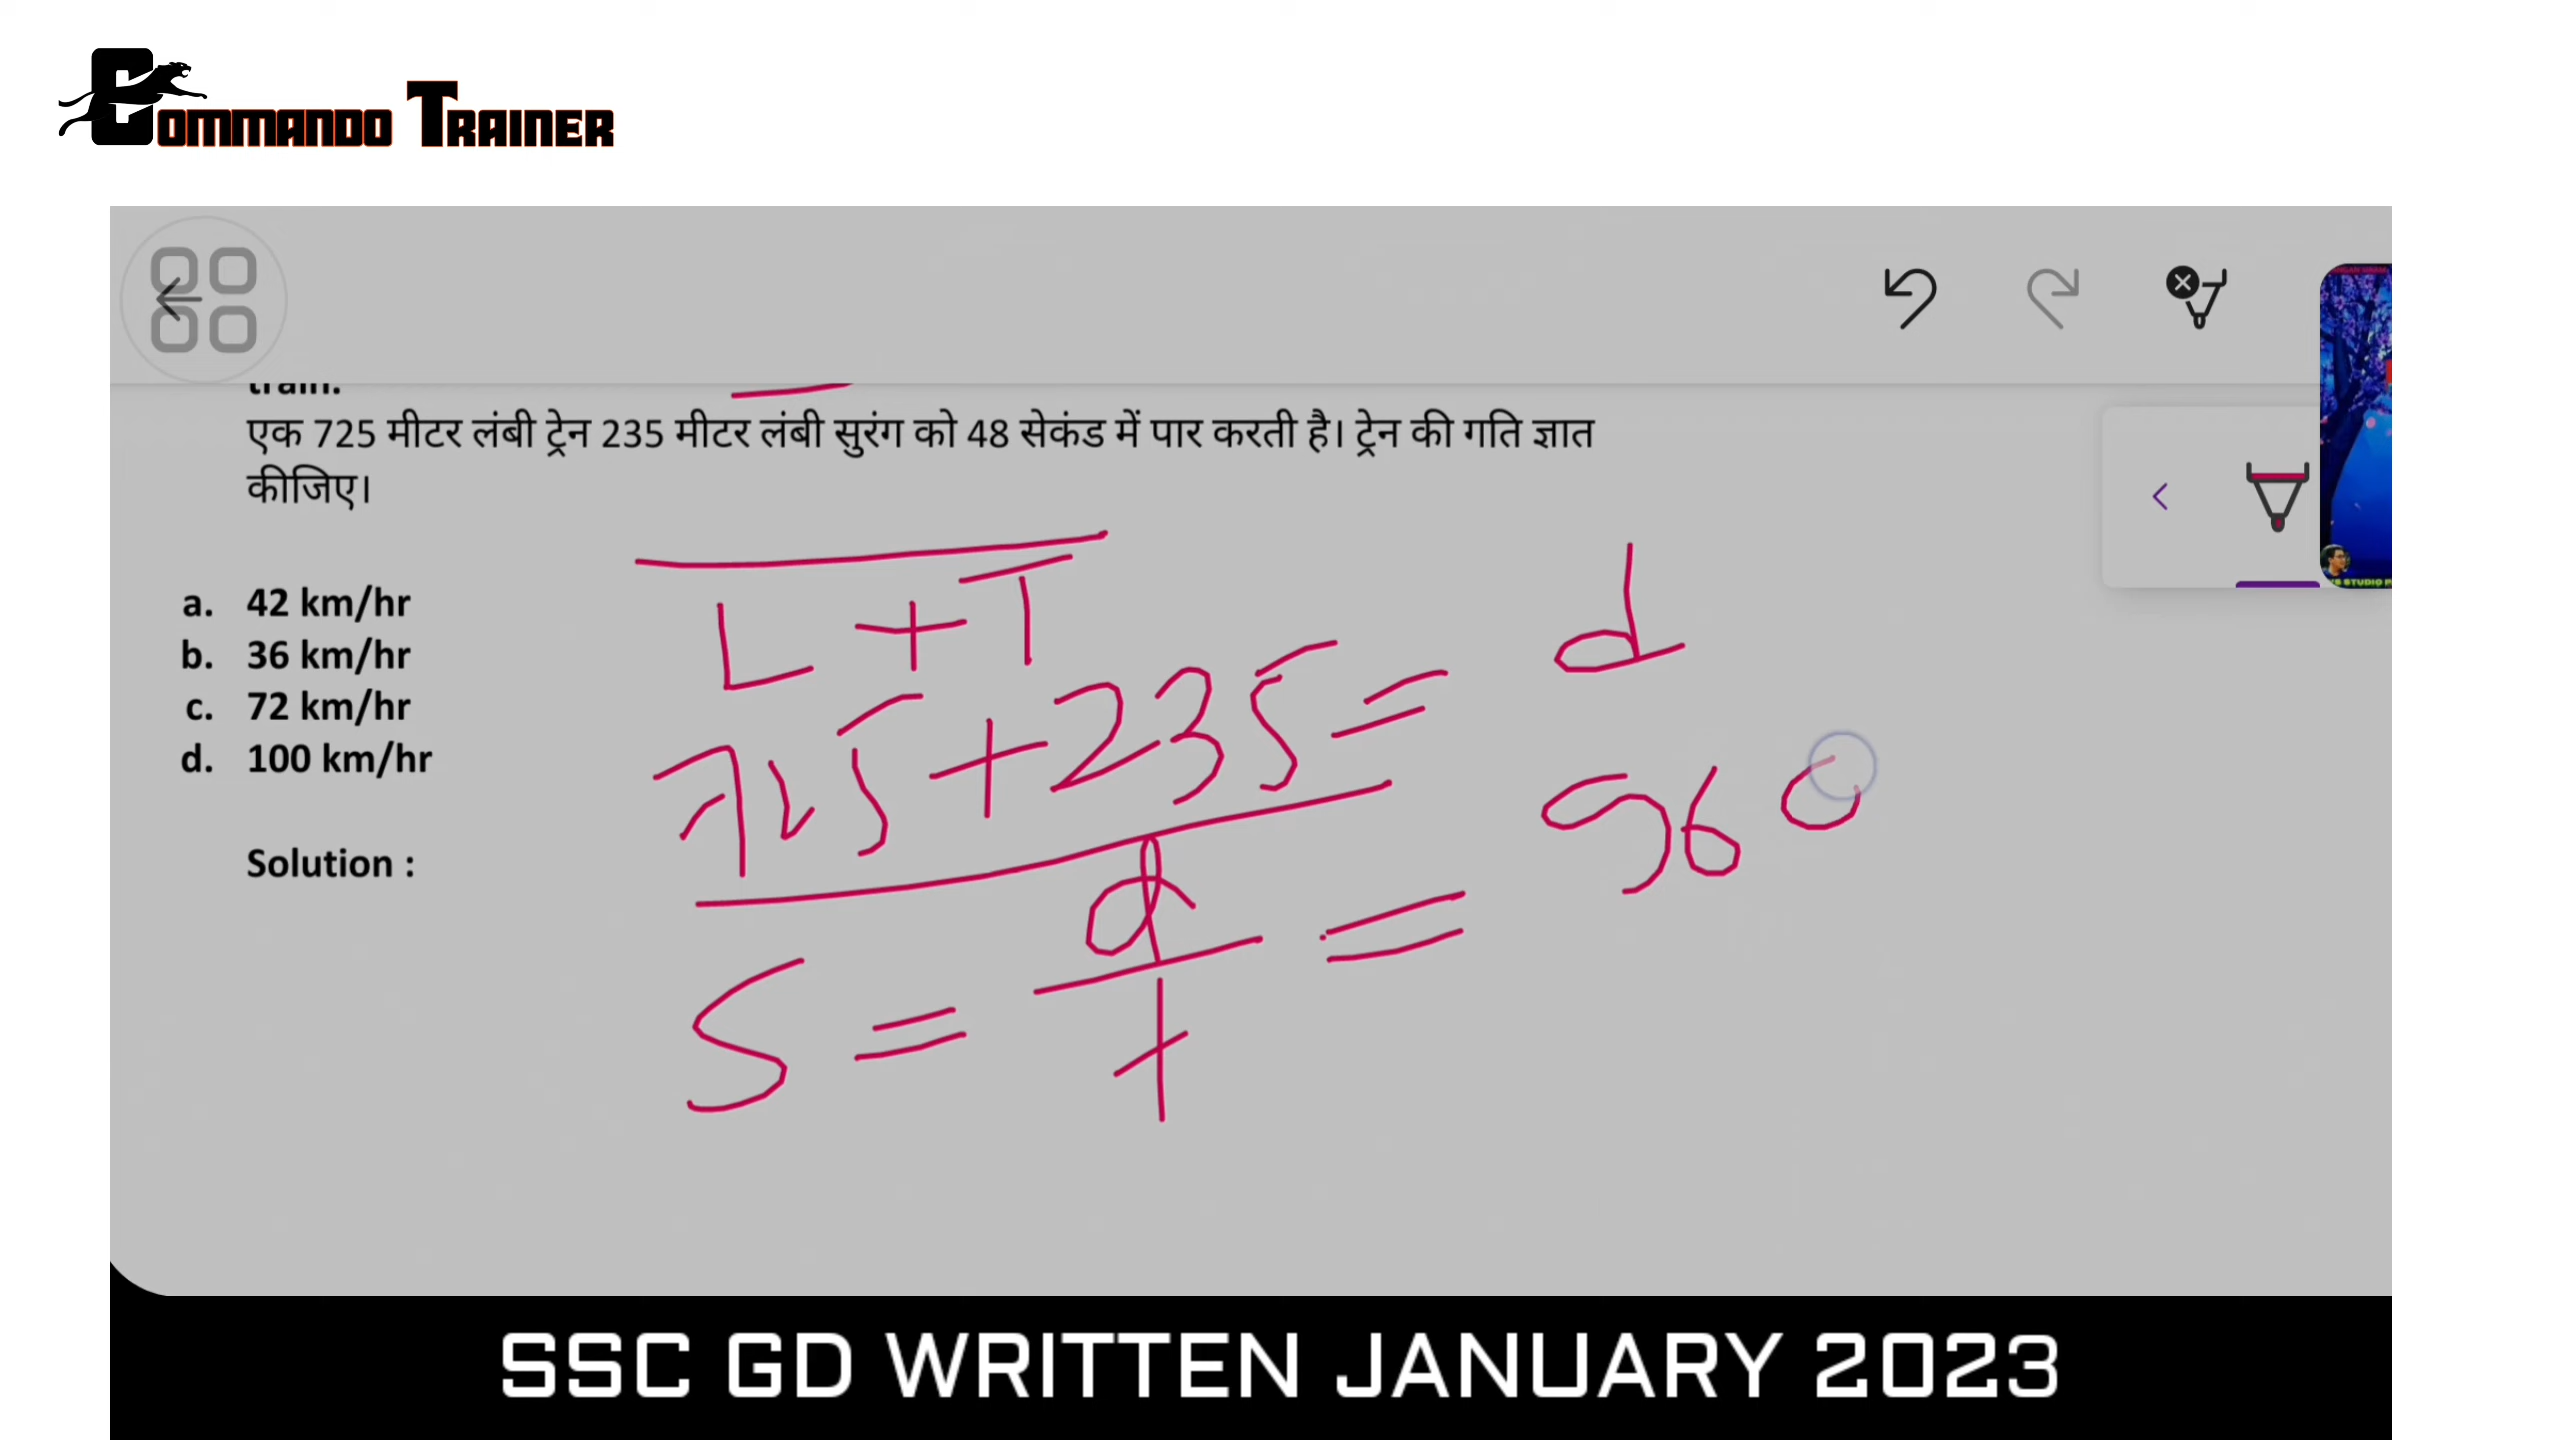 COMMANDO TRAINER
train.
एक 725 मीटर लंबी ट्रेन 235 मीटर लंबी सुरंग को 48 सेकंड में पार करती है। ट्रेन की गति ज्ञात
कीजिए।
a. 42 km/hr
b. 36 km/hr
c. 72 km/hr
d. 100 km/hr
Solution :
L + T
d
725 + 235 =
960
S = d/t =
SSC GD WRITTEN JANUARY 2023